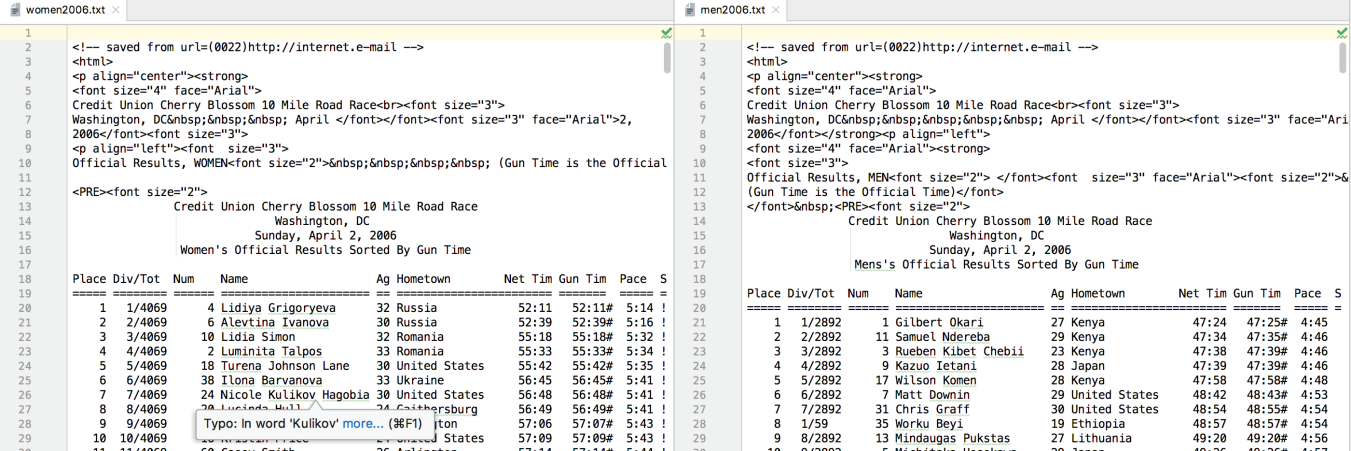 women2006.txt
1
2 <!-- saved from url=(0022)http://internet.e-mail -->
3 <html>
4 <p align="center"><strong>
5 <font size="4" face="Arial">
6 Credit Union Cherry Blossom 10 Mile Road Race<br><font size="3">
7 Washington, DC&nbsp;&nbsp;&nbsp; April </font></font><font size="3" face="Arial">2,
8 2006</font><font size="3">
9 <p align="left"><font  size="3">
10 Official Results, WOMEN<font size="2">&nbsp;&nbsp;&nbsp;&nbsp; (Gun Time is the Official
11
12 <PRE><font size="2">
13 Credit Union Cherry Blossom 10 Mile Road Race
14 Washington, DC
15 Sunday, April 2, 2006
16 Women's Official Results Sorted By Gun Time
17
18 Place Div/Tot  Num    Name                   Ag Hometown        Net Tim Gun Tim  Pace  S
19 ===== ======== ====== ====================== == ======================= =======  ===== =
20 1 1/4069 4 Lidiya Grigoryeva 32 Russia 52:11 52:11# 5:14 !
21 2 2/4069 6 Alevtina Ivanova 30 Russia 52:39 52:39# 5:16 !
22 3 3/4069 10 Lidia Simon 32 Romania 55:18 55:18# 5:32 !
23 4 4/4069 2 Luminita Talpos 33 Romania 55:33 55:33# 5:34 !
24 5 5/4069 18 Turena Johnson Lane 30 United States 55:42 55:42# 5:35 !
25 6 6/4069 38 Ilona Barvanova 33 Ukraine 56:45 56:45# 5:41 !
26 7 7/4069 24 Nicole Kulikov Hagobia 30 United States 56:48 56:48# 5:41 !
27 8 8/4069 Gaithersburg 56:49 56:49# 5:41 !
28 9 9/4069 57:06 57:07# 5:43 !
29 10 10/4069 States 57:09 57:09# 5:43 !
Typo: In word 'Kulikov' more... (⌘F1)
men2006.txt
1
2 <!-- saved from url=(0022)http://internet.e-mail -->
3 <html>
4 <p align="center"><strong>
5 <font size="4" face="Arial">
6 Credit Union Cherry Blossom 10 Mile Road Race<br><font size="3">
7 Washington, DC&nbsp;&nbsp;&nbsp; April </font></font><font size="3" face="Ari
8 2006</font></strong><p align="left">
9 <font size="4" face="Arial"><strong>
10 <font size="3">
11 Official Results, MEN<font size="2"> </font><font  size="3" face="Arial"><font size="2">&
12 (Gun Time is the Official Time)</font>
13 </font>&nbsp;<PRE><font size="2">
14 Credit Union Cherry Blossom 10 Mile Road Race
15 Washington, DC
16 Sunday, April 2, 2006
17 Mens's Official Results Sorted By Gun Time
18
19 Place Div/Tot  Num    Name                   Ag Hometown        Net Tim Gun Tim  Pace  S
20 ===== ======== ====== ====================== == ======================= =======  ===== =
21 1 1/2892 1 Gilbert Okari 27 Kenya 47:24 47:25# 4:45
22 2 2/2892 11 Samuel Ndereba 29 Kenya 47:34 47:35# 4:46
23 3 3/2892 3 Rueben Kibet Chebii 23 Kenya 47:38 47:39# 4:46
24 4 4/2892 9 Kazuo Ietani 28 Japan 47:39 47:39# 4:46
25 5 5/2892 17 Wilson Komen 28 Kenya 47:58 47:58# 4:48
26 6 6/2892 7 Matt Downin 29 United States 48:42 48:43# 4:53
27 7 7/2892 31 Chris Graff 30 United States 48:54 48:55# 4:54
28 8 1/59 35 Worku Beyi 19 Ethiopia 48:57 48:57# 4:54
29 9 8/2892 13 Mindaugas Pukstas 27 Lithuania 49:20 49:20# 4:56